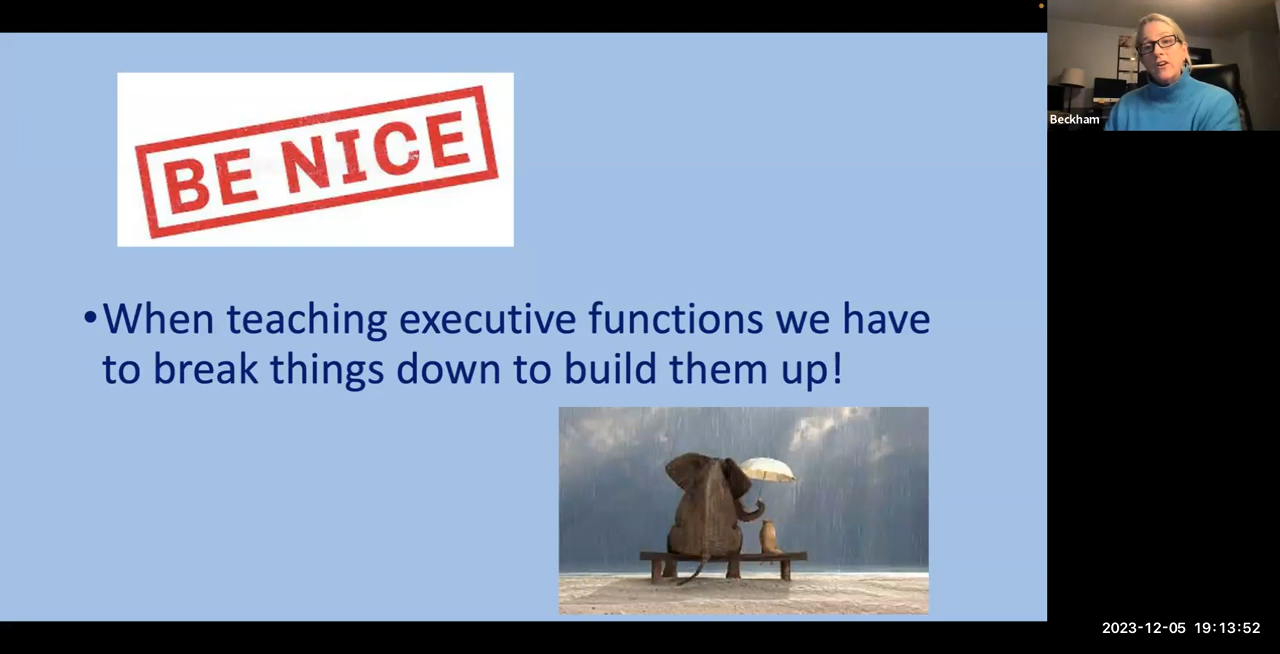 BE NICE
•When teaching executive functions we have
to break things down to build them up!
Beckham
2023-12-05 19:13:52